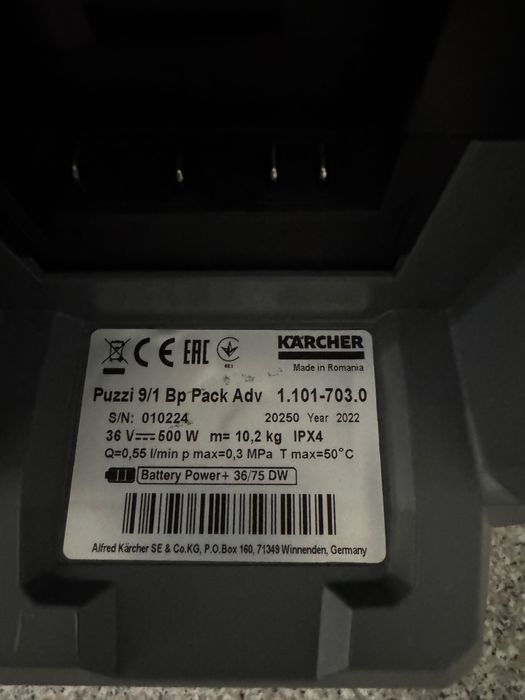 CE EAC
KÄRCHER
Made in Romania
Puzzi 9/1 Bp Pack Adv 1.101-703.0
S/N: 010224 20250 Year 2022
36 V 500 W m= 10,2 kg IPX4
Q=0,55 l/min p max=0,3 MPa T max=50°C
Battery Power+ 36/75 DW
Alfred Kärcher SE & Co.KG, P.O.Box 160, 71349 Winnenden, Germany